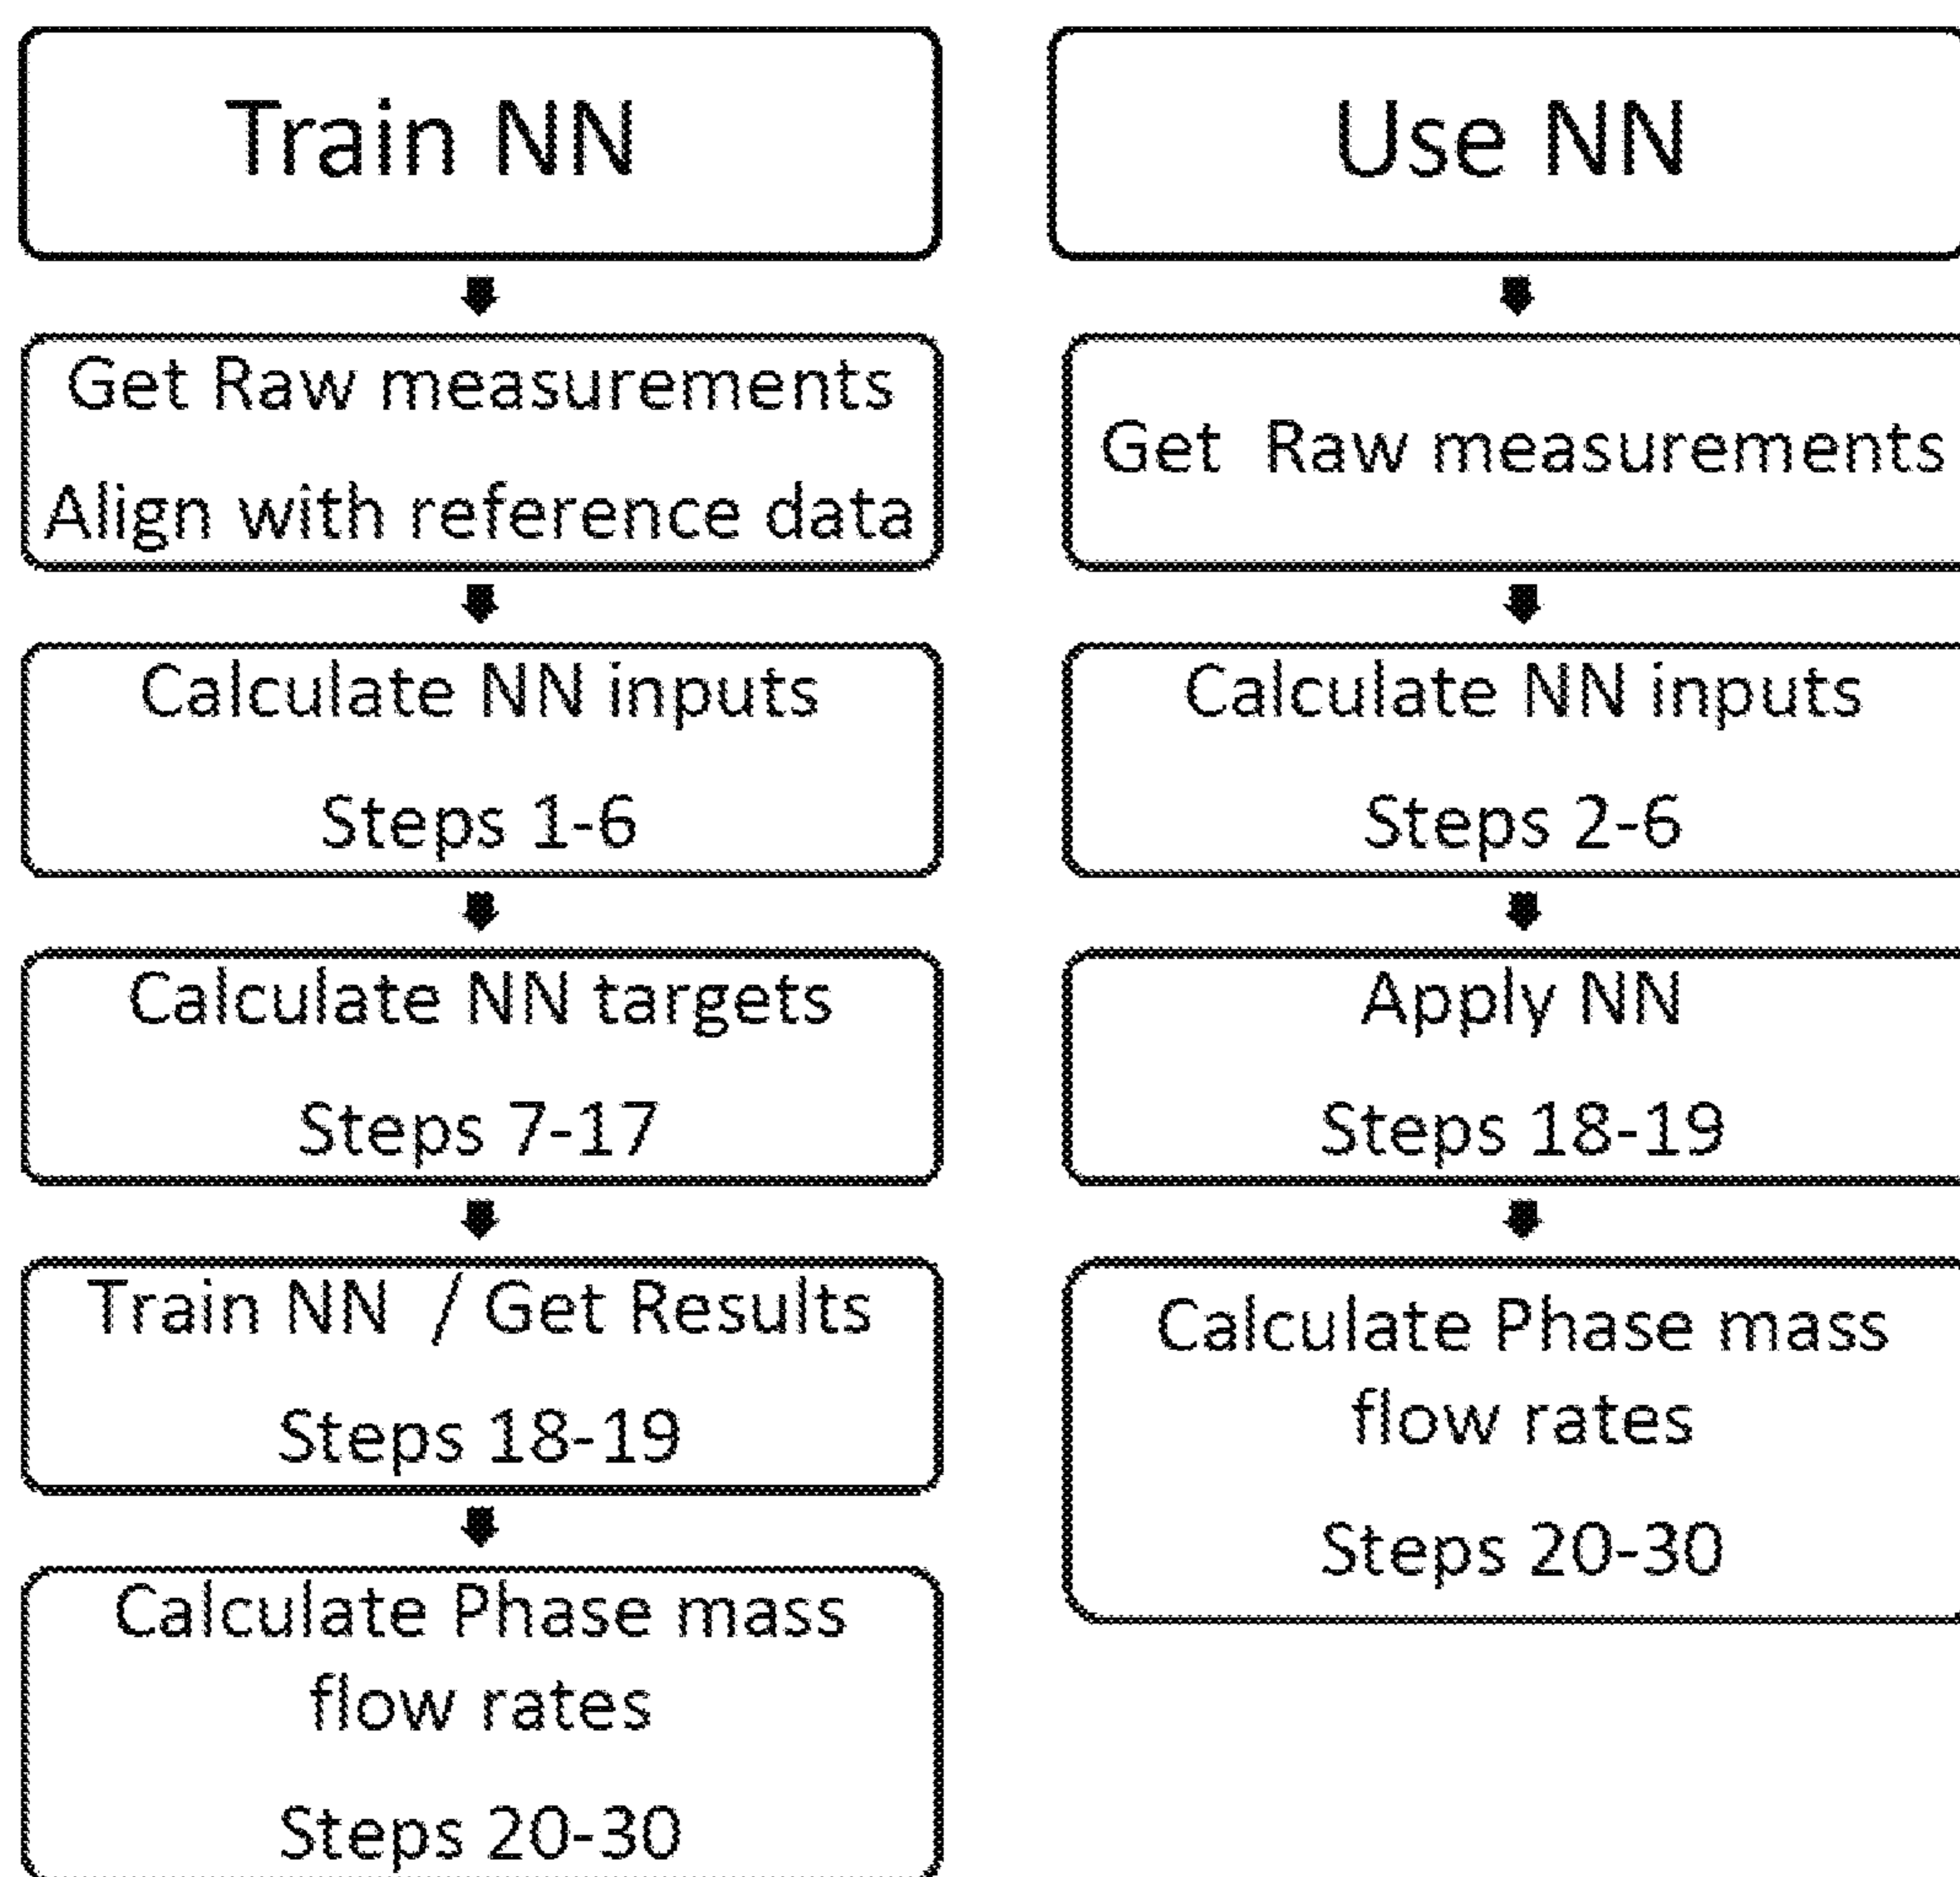 Train NN
Get Raw measurements
Align with reference data
Calculate NN inputs
Steps 1-6
Calculate NN targets
Steps 7-17
Train NN / Get Results
Steps 18-19
Calculate Phase mass
flow rates
Steps 20-30
Use NN
Get Raw measurements
Calculate NN inputs
Steps 2-6
Apply NN
Steps 18-19
Calculate Phase mass
flow rates
Steps 20-30